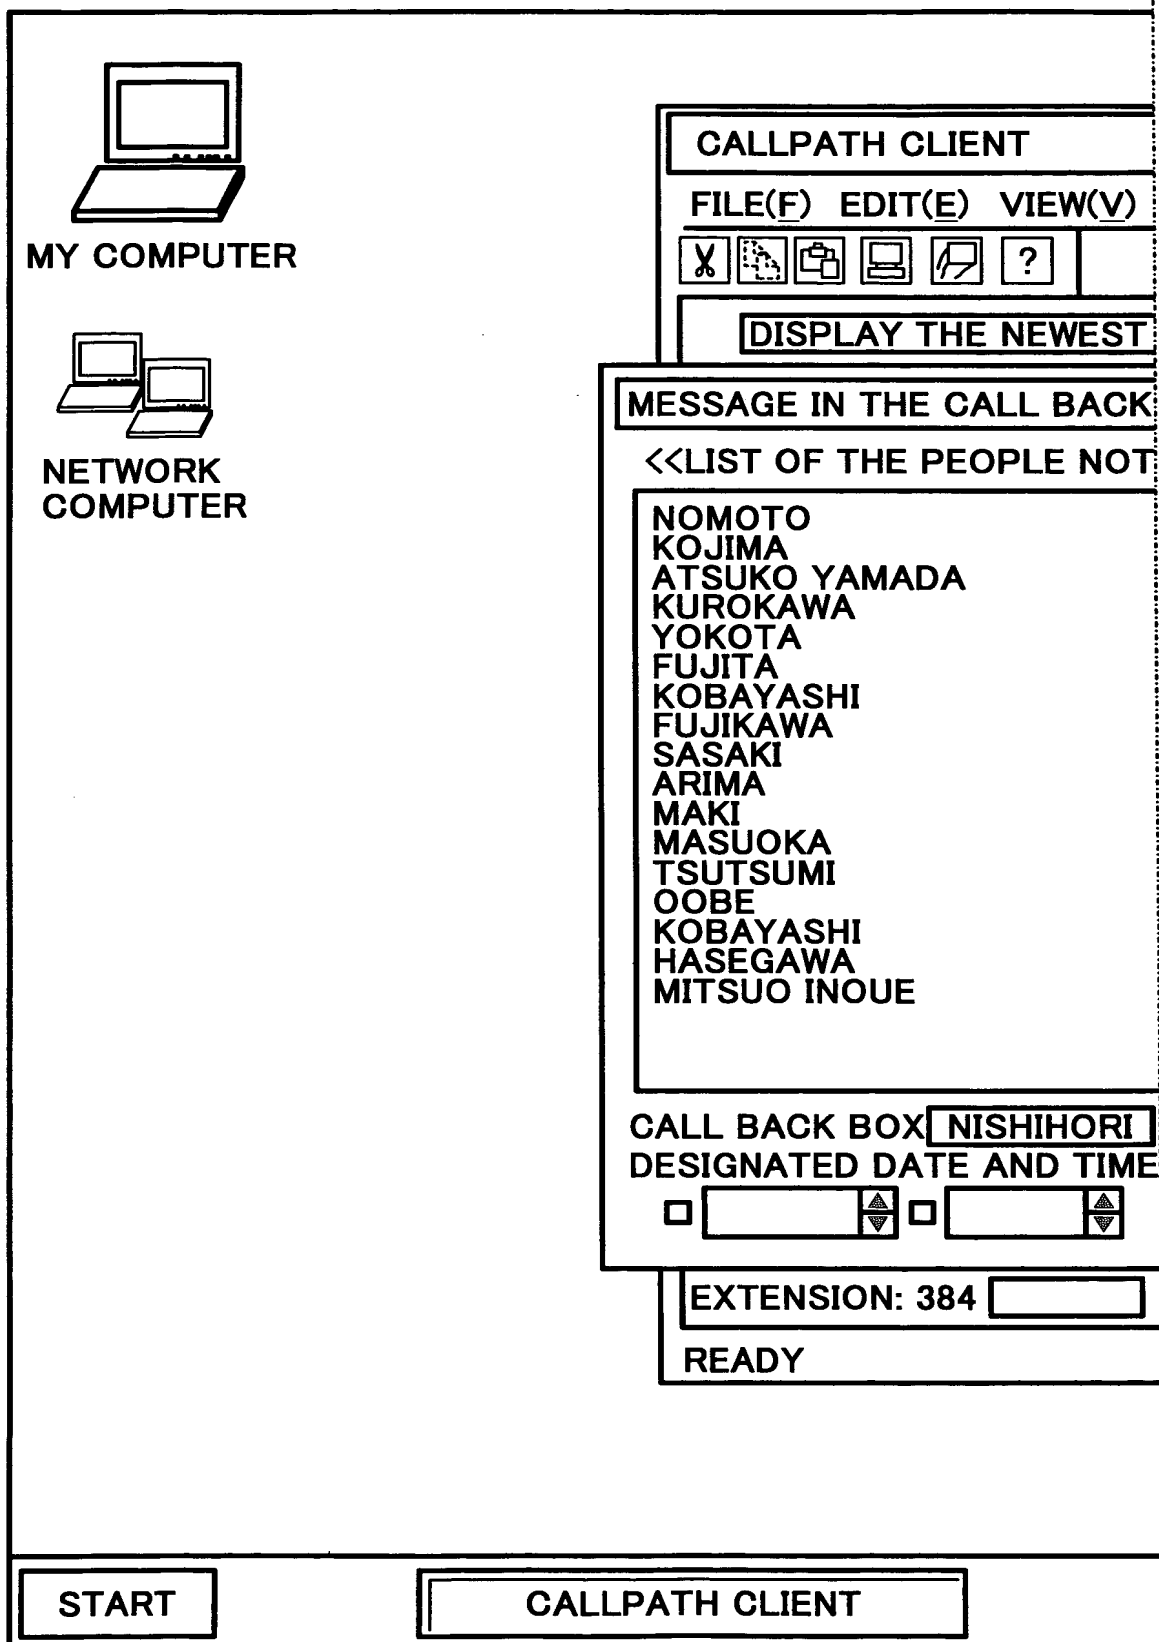 MY COMPUTER
NETWORK
COMPUTER
CALLPATH CLIENT
FILE(F) EDIT(E) VIEW(V)
?
DISPLAY THE NEWEST
MESSAGE IN THE CALL BACK
<<LIST OF THE PEOPLE NOT
NOMOTO
KOJIMA
ATSUKO YAMADA
KUROKAWA
YOKOTA
FUJITA
KOBAYASHI
FUJIKAWA
SASAKI
ARIMA
MAKI
MASUOKA
TSUTSUMI
OOBE
KOBAYASHI
HASEGAWA
MITSUO INOUE
CALL BACK BOX NISHIHORI
DESIGNATED DATE AND TIME
EXTENSION: 384
READY
START
CALLPATH CLIENT